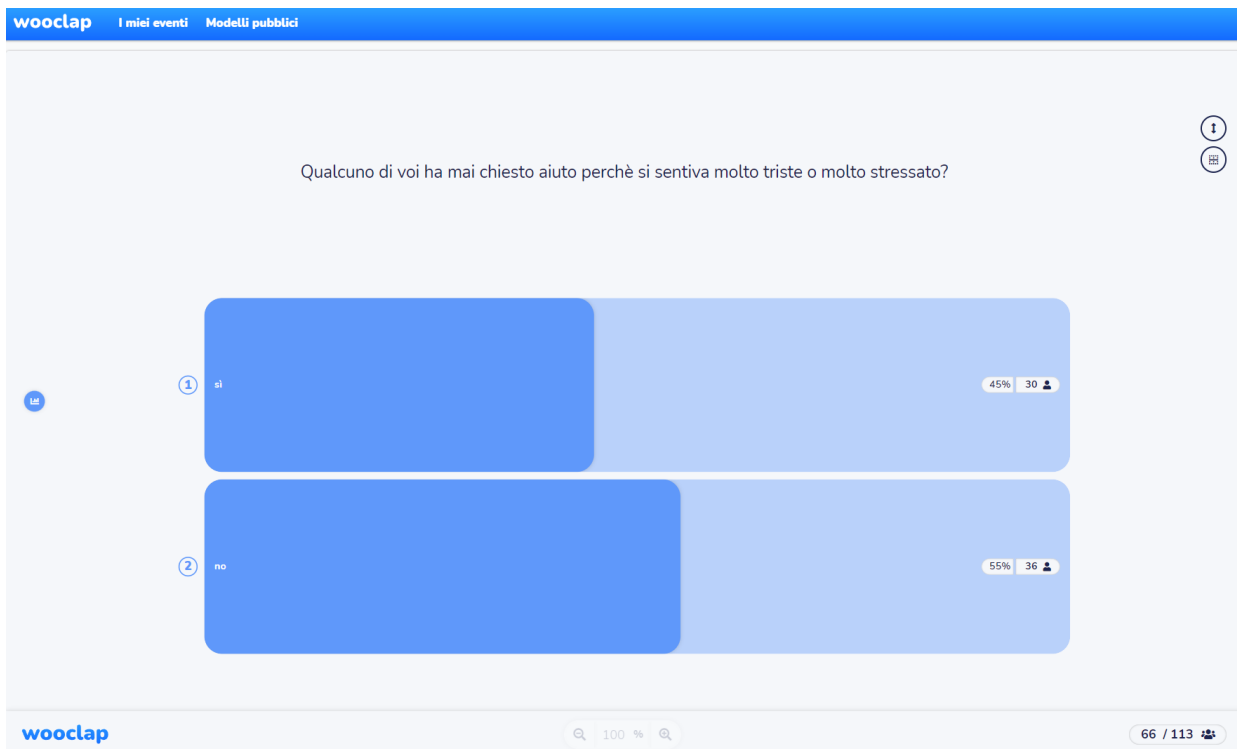 wooclap I miei eventi Modelli pubblici
Qualcuno di voi ha mai chiesto aiuto perchè si sentiva molto triste o molto stressato?
1 sì 45% 30
2 no 55% 36
wooclap 100 % 66 / 113